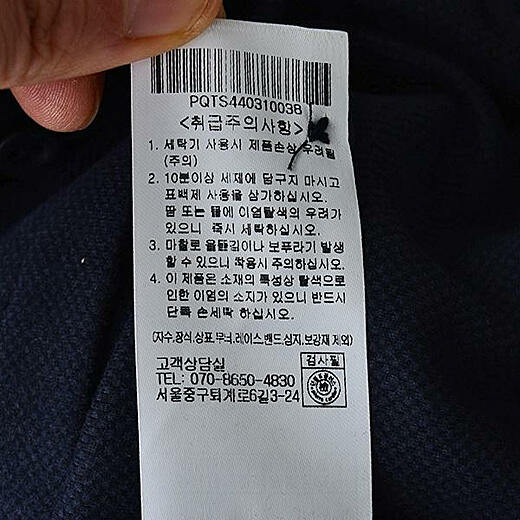 PQTS44031003B
<취급주의사항>
1. 세탁기 사용시 제품손상 우려됨
(주의)
2. 10분이상 세제에 담구지 마시고
표백제 사용을 삼가하십시오.
땀 또는 물에 이염탈색의 우려가
있으니 즉시 세탁하십시오.
3. 마찰로 올뜯김이나 보푸라기 발생
할 수 있으니 착용시 주의하십시오.
4. 이 제품은 소재의 특성상 탈색으로
인한 이염의 소지가 있으니 반드시
단독 손세탁 하십시오.
(자수,장식,상표,무늬,레이스,밴드,심지,보강재 제외)
고객상담실
검사필
TEL: 070-8650-4830
서울중구퇴계로6길3-24